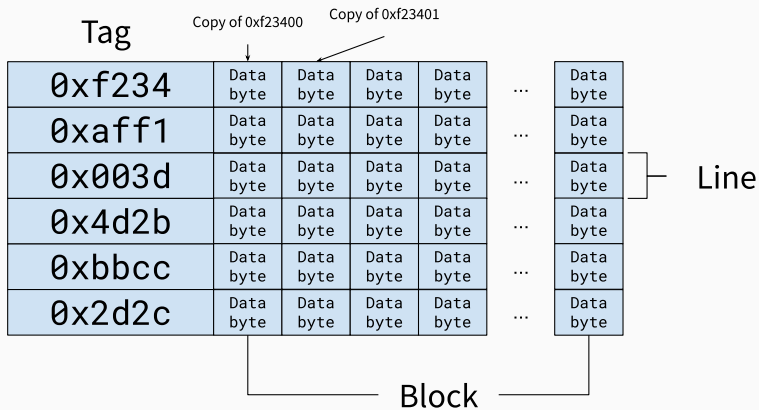 Tag
Copy of 0xf23400
Copy of 0xf23401
0xf234 Data byte Data byte Data byte Data byte ... Data byte
0xaff1 Data byte Data byte Data byte Data byte ... Data byte
0x003d Data byte Data byte Data byte Data byte ... Data byte
Line
0x4d2b Data byte Data byte Data byte Data byte ... Data byte
0xbbcc Data byte Data byte Data byte Data byte ... Data byte
0x2d2c Data byte Data byte Data byte Data byte ... Data byte
Block